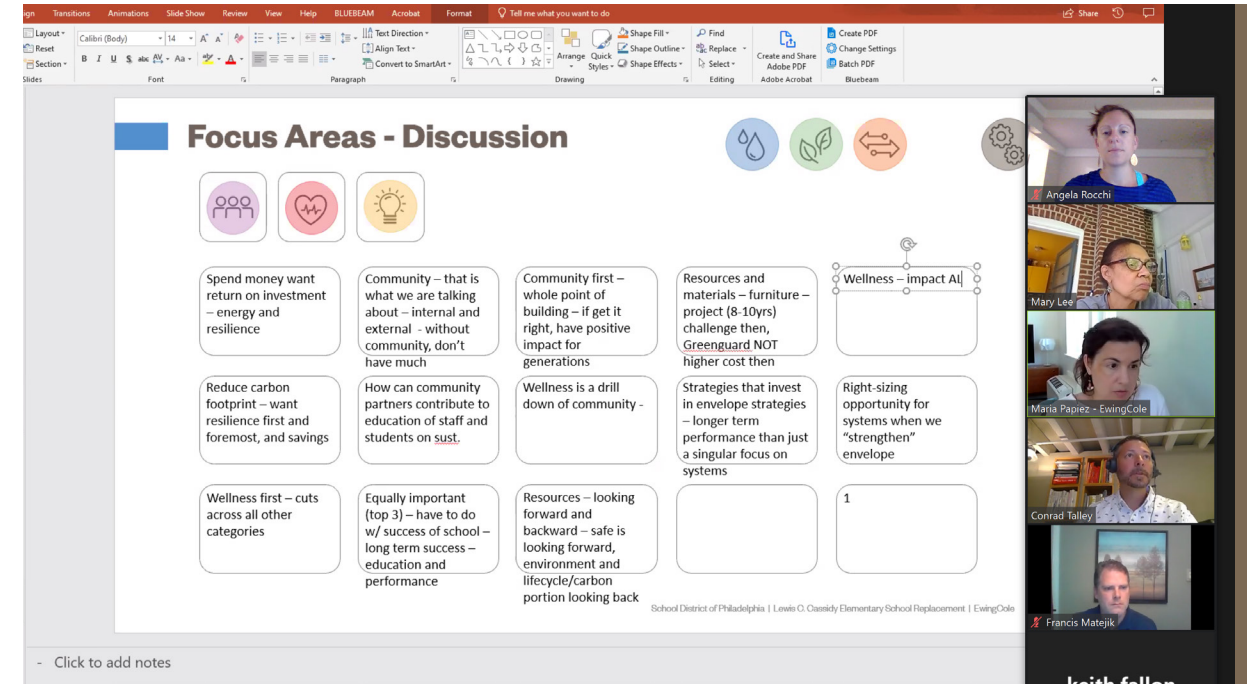 ign Transitions Animations Slide Show Review View Help BLUEBEAM Acrobat Format Tell me what you want to do Share
Layout
Reset
Section
Slides
Calibri (Body) 14 A A
B I U S abc AV Aa A
Font
Text Direction
Align Text
Convert to SmartArt
Paragraph
Arrange
Quick
Styles
Shape Fill
Shape Outline
Shape Effects
Drawing
Find
Replace
Select
Editing
Create and Share
Adobe PDF
Adobe Acrobat
Create PDF
Change Settings
Batch PDF
Bluebeam
Focus Areas - Discussion
Spend money want
return on investment
– energy and
resilience
Community – that is
what we are talking
about – internal and
external - without
community, don’t
have much
Community first –
whole point of
building – if get it
right, have positive
impact for
generations
Resources and
materials – furniture –
project (8-10yrs)
challenge then,
Greenguard NOT
higher cost then
Wellness – impact AL
Reduce carbon
footprint – want
resilience first and
foremost, and savings
How can community
partners contribute to
education of staff and
students on sust.
Wellness is a drill
down of community -
Strategies that invest
in envelope strategies
– longer term
performance than just
a singular focus on
systems
Right-sizing
opportunity for
systems when we
“strengthen”
envelope
Wellness first – cuts
across all other
categories
Equally important
(top 3) – have to do
w/ success of school –
long term success –
education and
performance
Resources – looking
forward and
backward – safe is
looking forward,
environment and
lifecycle/carbon
portion looking back
1
School District of Philadelphia | Lewis C. Cassidy Elementary School Replacement | EwingCole
- Click to add notes
Angela Rocchi
Mary Lee
Maria Papiez - EwingCole
Conrad Talley
Francis Matejik
keith fallon